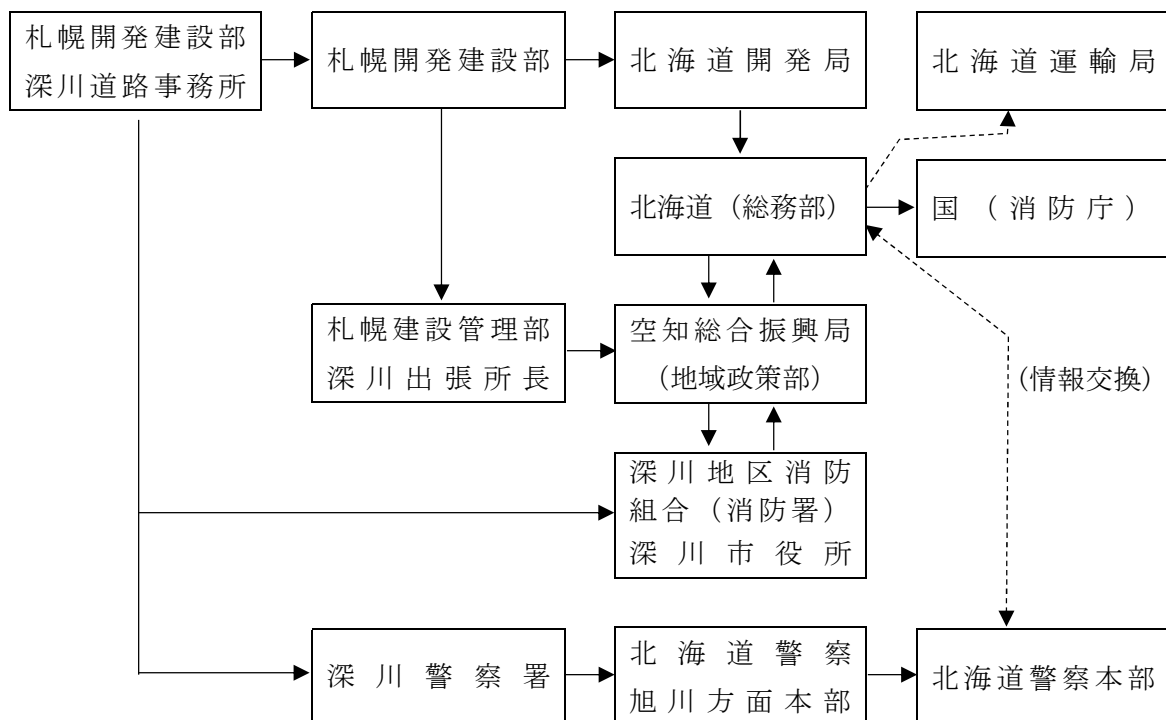 札幌開発建設部
深川道路事務所
札幌開発建設部
北海道開発局
北海道運輸局
北海道（総務部）
国（消防庁）
札幌建設管理部
深川出張所長
空知総合振興局
（地域政策部）
（情報交換）
深川地区消防
組合（消防署）
深川市役所
深川警察署
北海道警察
旭川方面本部
北海道警察本部